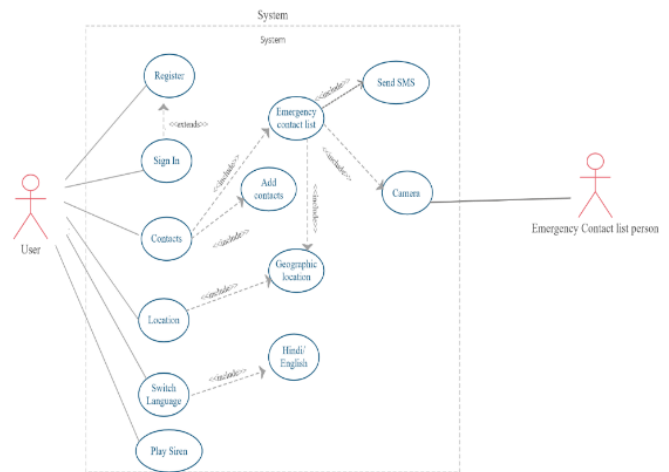 System
System
Register
<<extends>>
Sign In
Contacts
Location
Switch
Language
Play Siren
<<include>>
<<include>>
Add
contacts
Emergency
contact list
<<include>>
Send SMS
<<include>>
<<include>>
Camera
Geographic
location
<<include>>
Hindi/
English
<<include>>
User
Emergency Contact list person